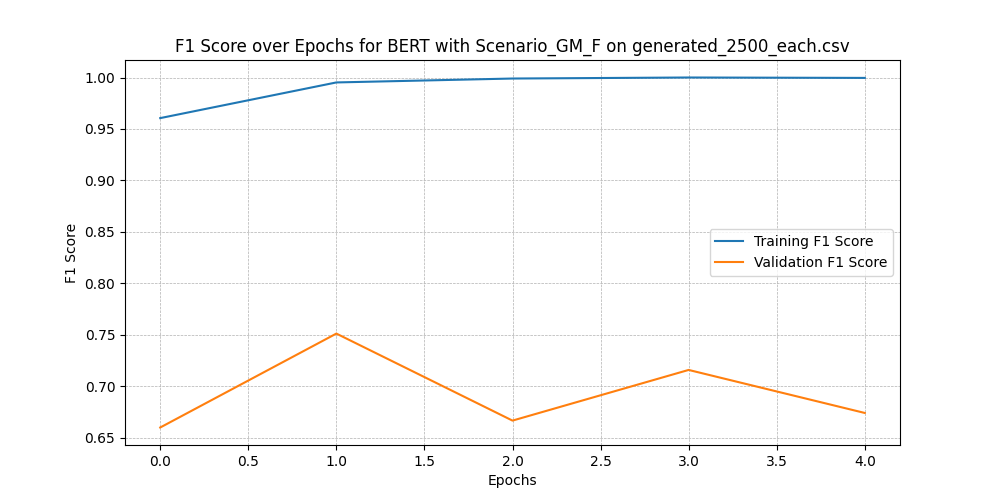 F1 Score over Epochs for BERT with Scenario_GM_F on generated_2500_each.csv
1.00
0.95
0.90
0.85
0.80
0.75
0.70
0.65
F1 Score
Training F1 Score
Validation F1 Score
0.0 0.5 1.0 1.5 2.0 2.5 3.0 3.5 4.0
Epochs